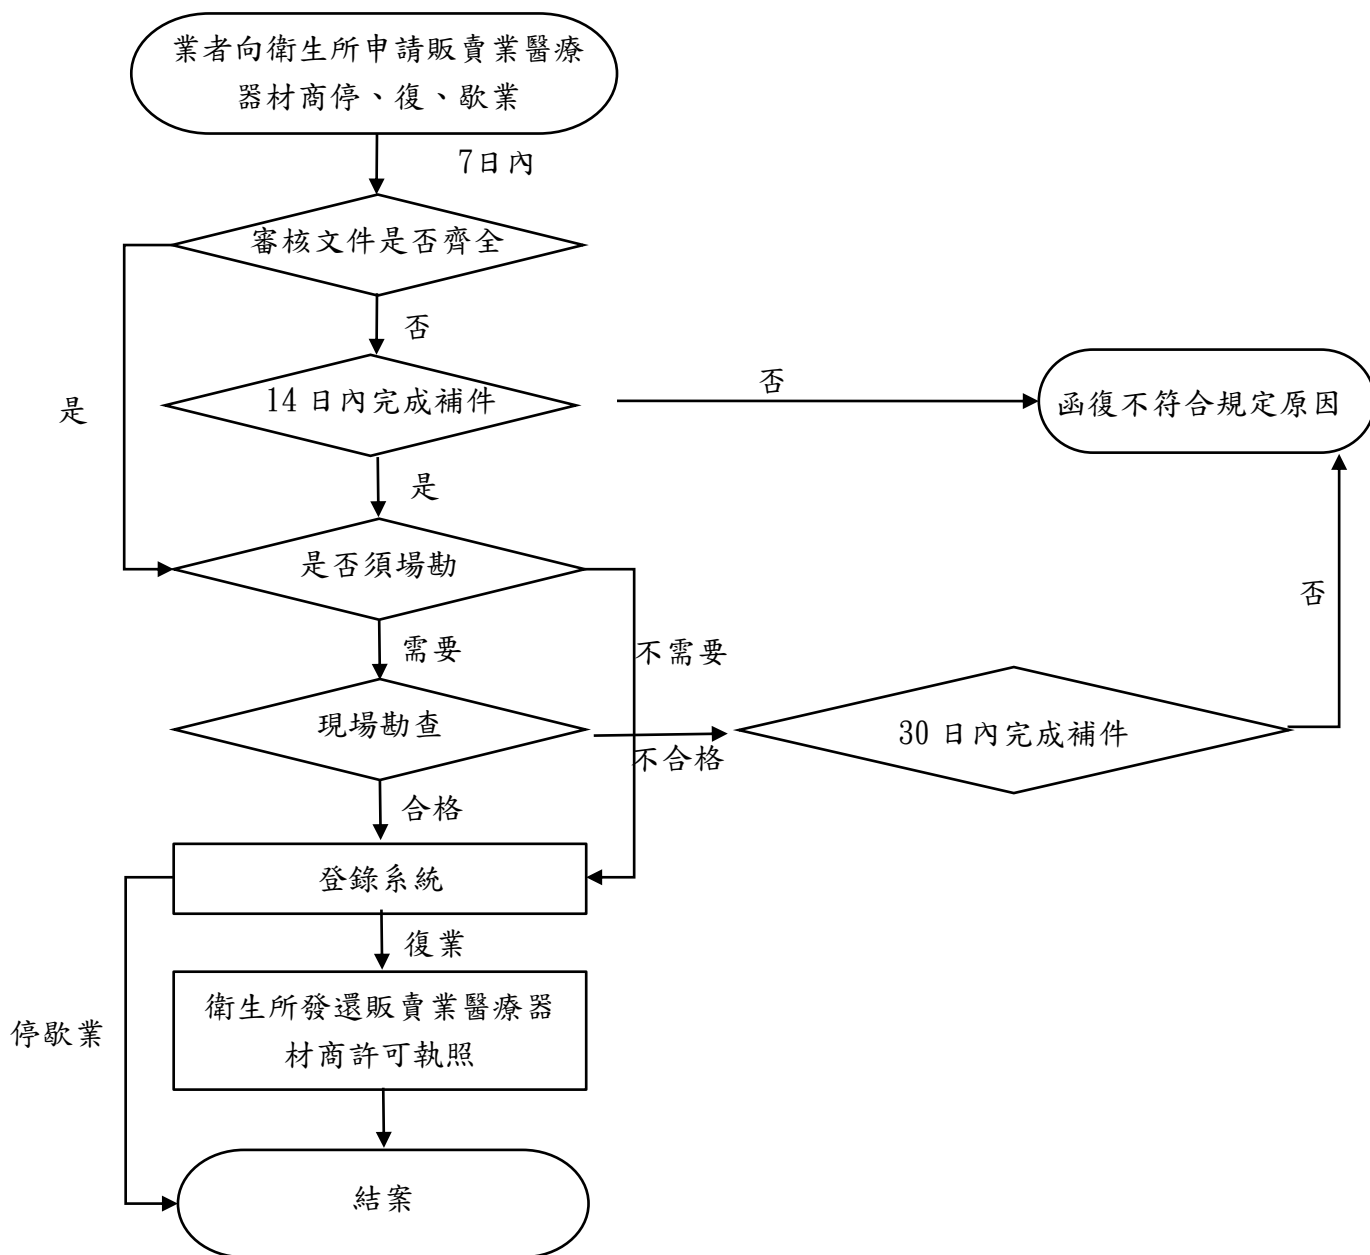 業者向衛生所申請販賣業醫療
器材商停、復、歇業
7日內
審核文件是否齊全
否
是
14 日內完成補件
否
函復不符合規定原因
是
是否須場勘
否
需要
不需要
現場勘查
不合格
30 日內完成補件
合格
登錄系統
復業
停歇業
衛生所發還販賣業醫療器
材商許可執照
結案